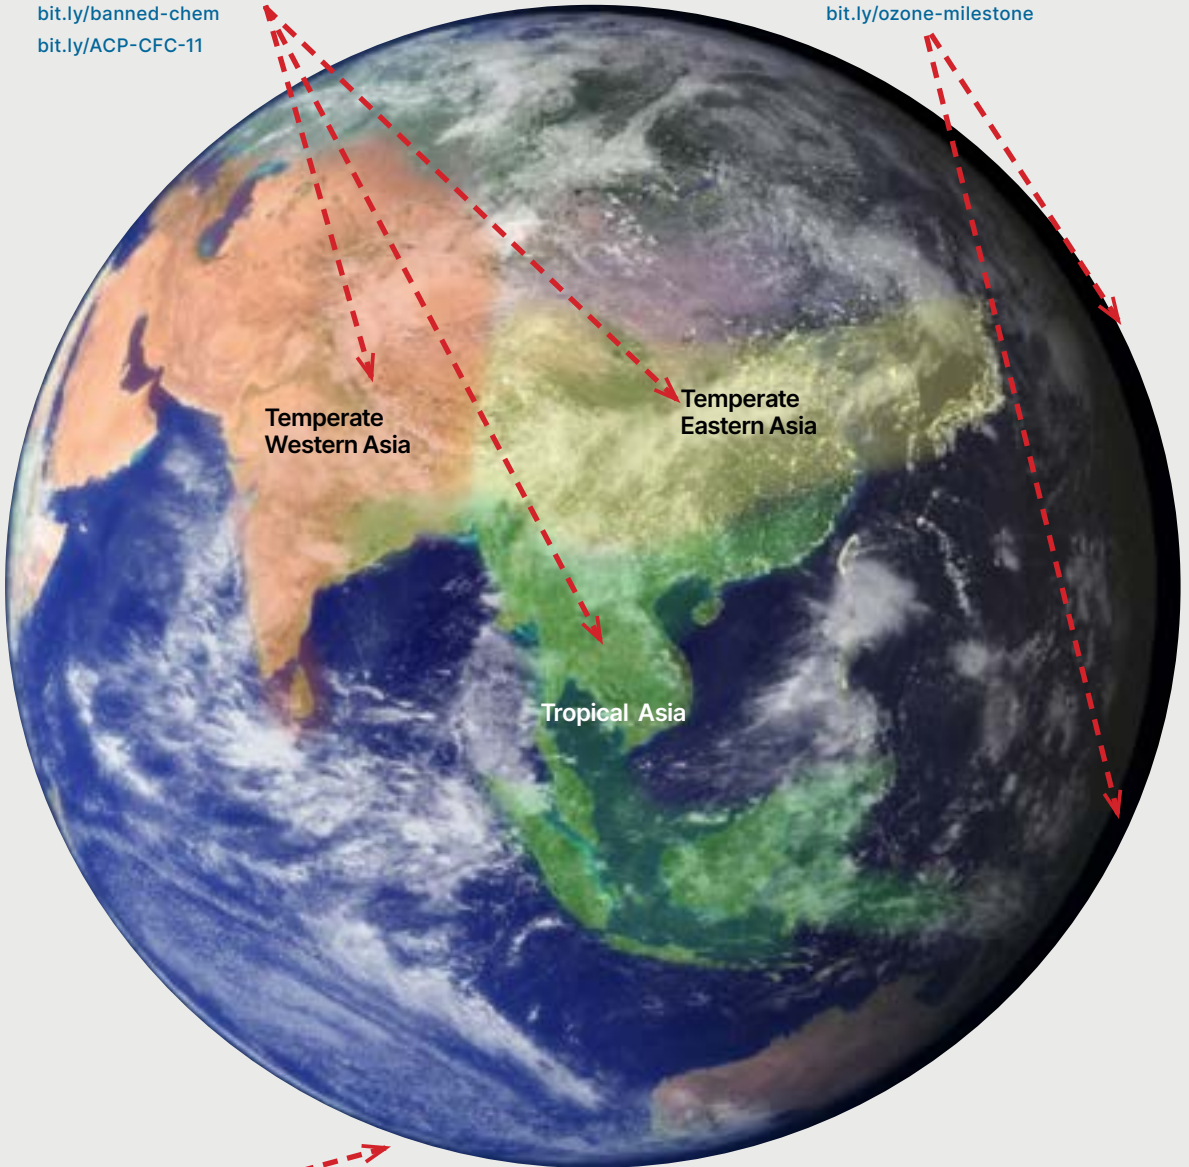 bit.ly/banned-chem
bit.ly/ACP-CFC-11
bit.ly/ozone-milestone
Temperate
Western Asia
Temperate
Eastern Asia
Tropical Asia